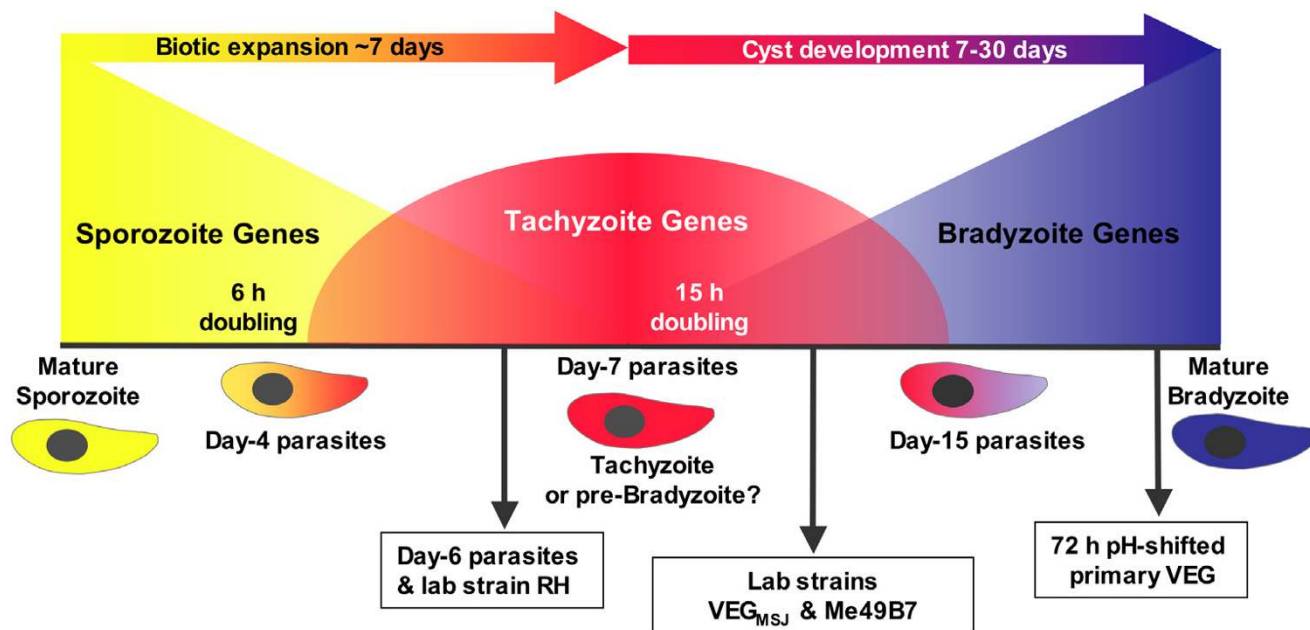 Biotic expansion ~7 days
Cyst development 7-30 days
Sporozoite Genes
Tachyzoite Genes
Bradyzoite Genes
6 h
doubling
15 h
doubling
Mature
Sporozoite
Day-4 parasites
Day-7 parasites
Tachyzoite
or pre-Bradyzoite?
Day-15 parasites
Mature
Bradyzoite
Day-6 parasites
& lab strain RH
Lab strains
VEGMSJ & Me49B7
72 h pH-shifted
primary VEG